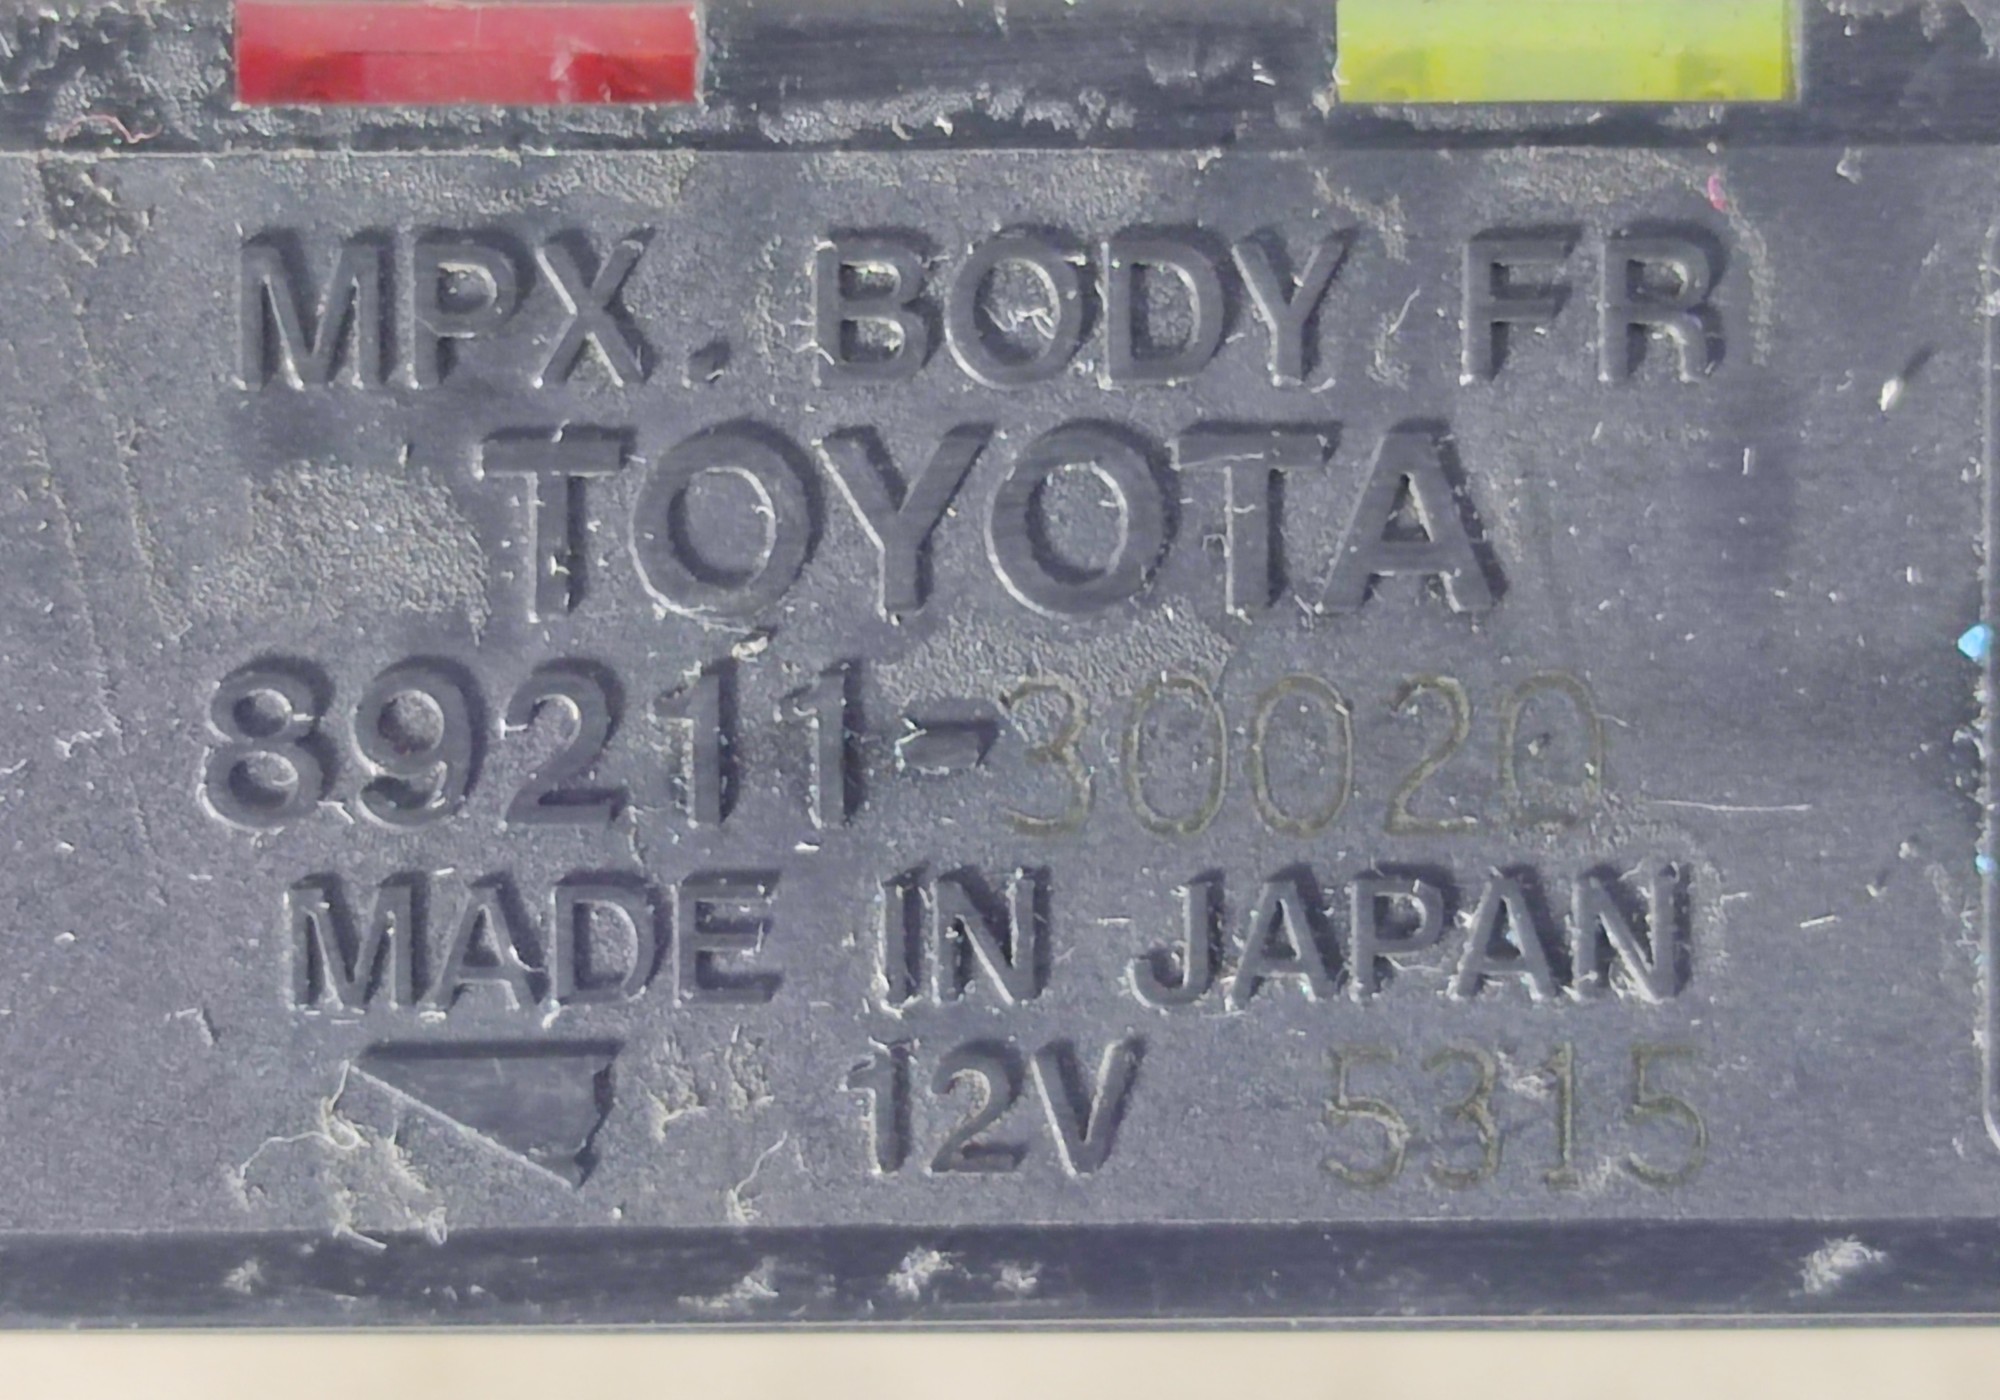 MPX. BODY FR
TOYOTA
89211-30020
MADE IN JAPAN
12V 5315